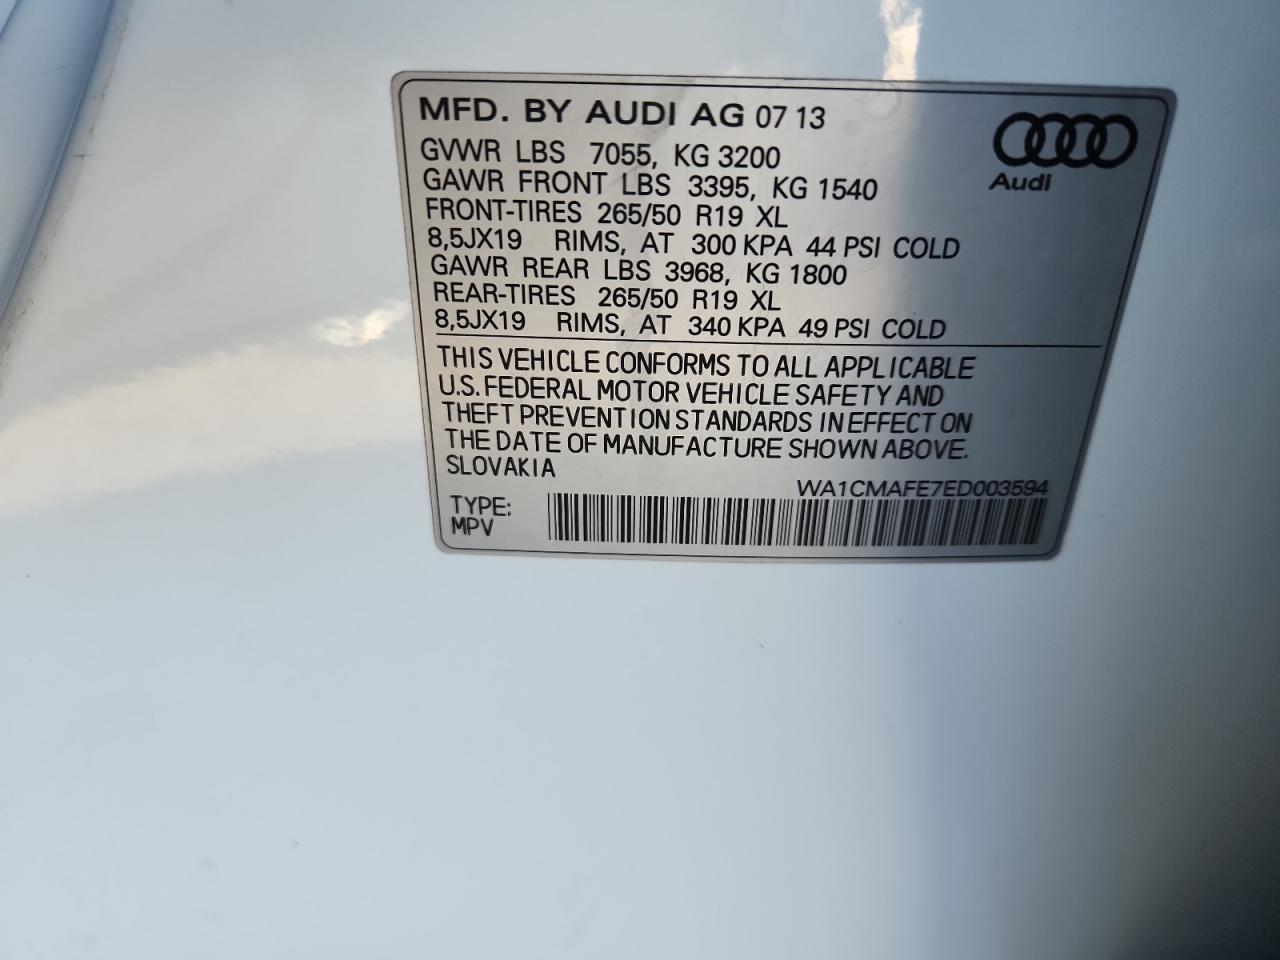 MFD. BY AUDI AG 07 13
Audi
GVWR LBS 7055, KG 3200
GAWR FRONT LBS 3395, KG 1540
FRONT-TIRES 265/50 R19 XL
8,5JX19 RIMS, AT 300 KPA 44 PSI COLD
GAWR REAR LBS 3968, KG 1800
REAR-TIRES 265/50 R19 XL
8,5JX19 RIMS, AT 340 KPA 49 PSI COLD
THIS VEHICLE CONFORMS TO ALL APPLICABLE
U.S. FEDERAL MOTOR VEHICLE SAFETY AND
THEFT PREVENTION STANDARDS IN EFFECT ON
THE DATE OF MANUFACTURE SHOWN ABOVE.
SLOVAKIA
WA1CMAFE7ED003594
TYPE:
MPV